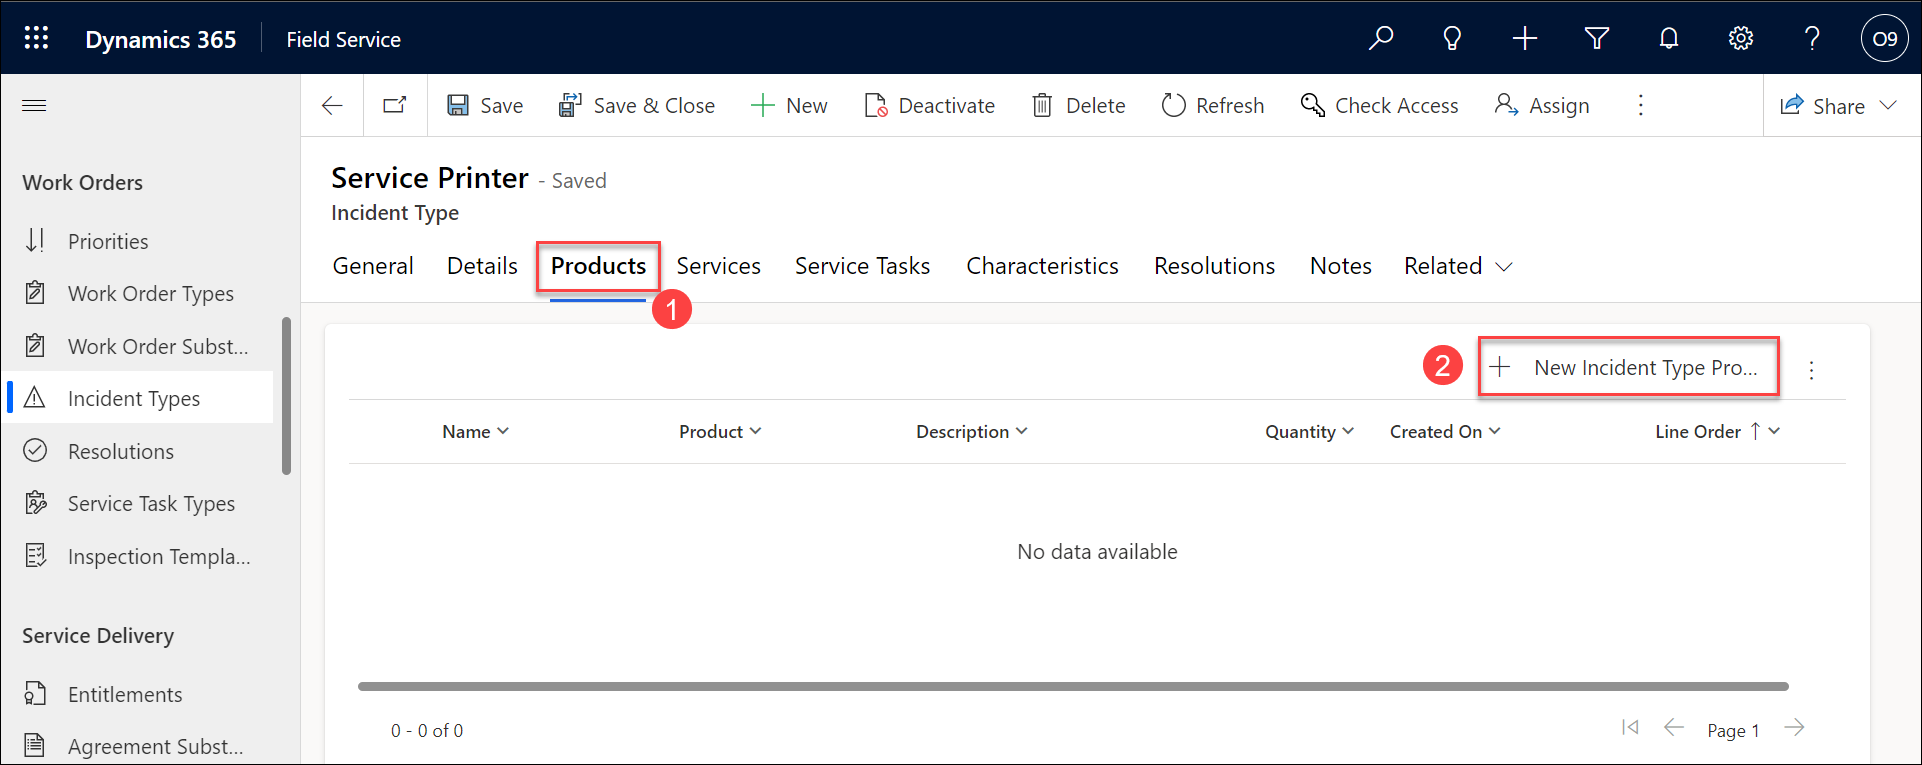 Dynamics 365 Field Service O9
Save Save & Close New Deactivate Delete Refresh Check Access Assign Share
Work Orders
Priorities
Work Order Types
Work Order Subst...
Incident Types
Resolutions
Service Task Types
Inspection Templa...
Service Delivery
Entitlements
Agreement Subst...
Service Printer - Saved
Incident Type
General Details Products Services Service Tasks Characteristics Resolutions Notes Related
1
2 New Incident Type Pro...
Name Product Description Quantity Created On Line Order
No data available
0 - 0 of 0 Page 1